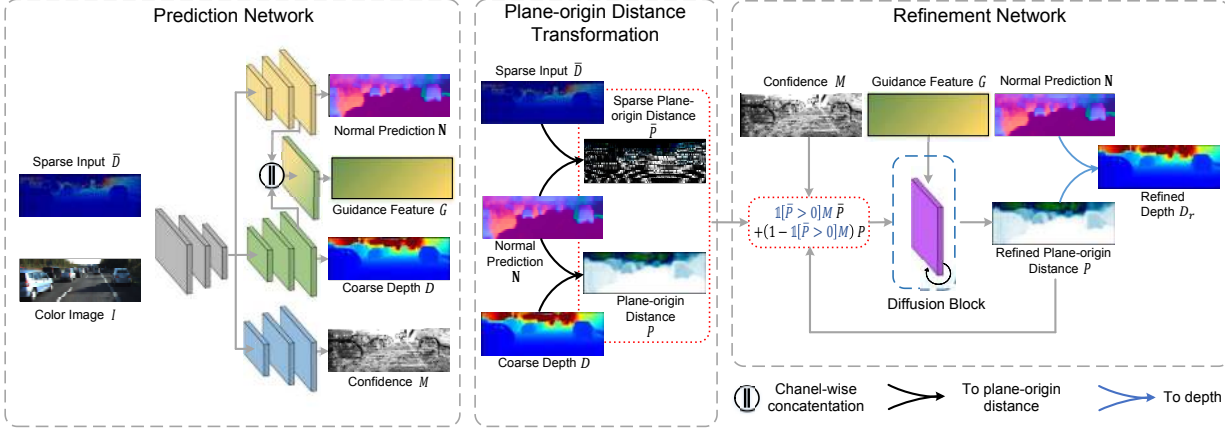 Prediction Network
Sparse Input D̄
Color Image I
Normal Prediction N
Guidance Feature G
Coarse Depth D
Confidence M
Plane-origin Distance
Transformation
Sparse Input D̄
Sparse Plane-
origin Distance
P̄
Normal
Prediction
N
Plane-origin
Distance
P
Coarse Depth D
Refinement Network
Confidence M
Guidance Feature G
Normal Prediction N
𝟙[P̄ > 0]M P̄
+(1 - 𝟙[P̄ > 0]M) P
Diffusion Block
Refined Plane-origin
Distance P
Refined
Depth D_r
Chanel-wise
concatentation
To plane-origin
distance
To depth